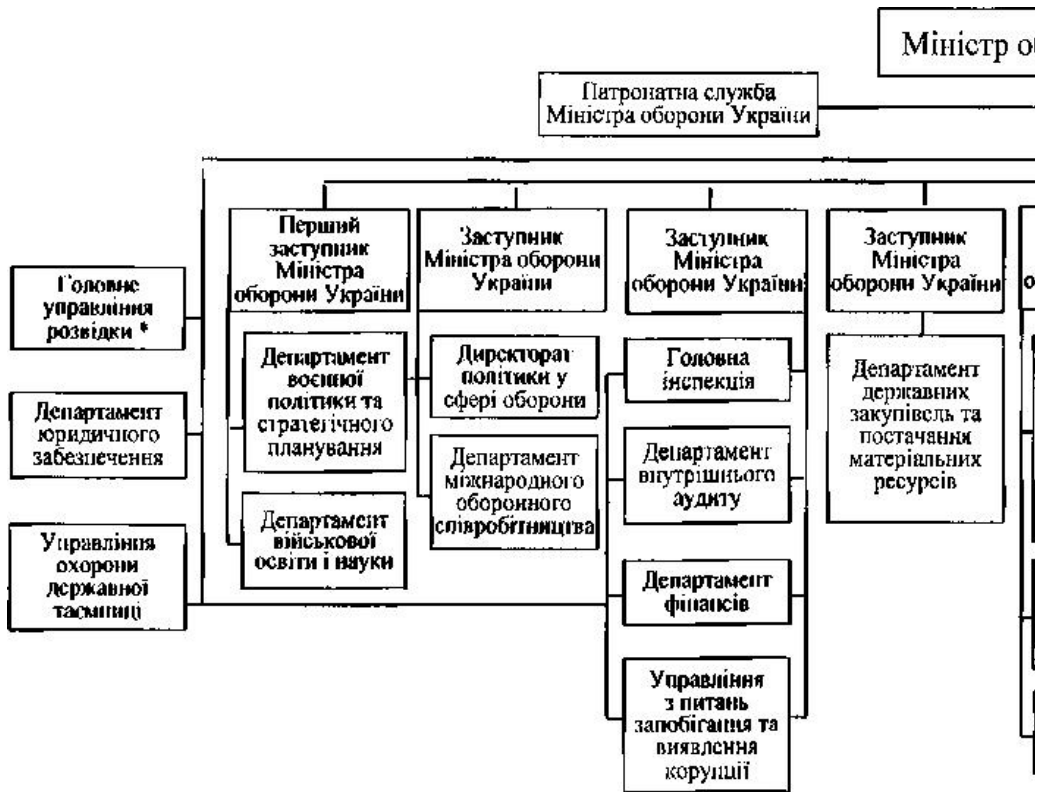 Міністр об
Патронатна служба
Міністра оборони України
Перший
заступник
Міністра
оборони України
Заступник
Міністра оборони
України
Заступник
Міністра
оборони України
Заступник
Міністра
оборони України
о
Головне
управління
розвідки *
Департамент
юридичного
забезпечення
Управління
охорони
державної
таємниці
Департамент
воєнної
політики та
стратегічного
планування
Департамент
військової
освіти і науки
Директорат
політики у
сфері оборони
Департамент
міжнародного
оборонного
співробітництва
Головна
інспекція
Департамент
внутрішнього
аудиту
Департамент
фінансів
Управління
з питань
запобігання та
виявлення
корупції
Департамент
державних
закупівель та
постачання
матеріальних
ресурсів